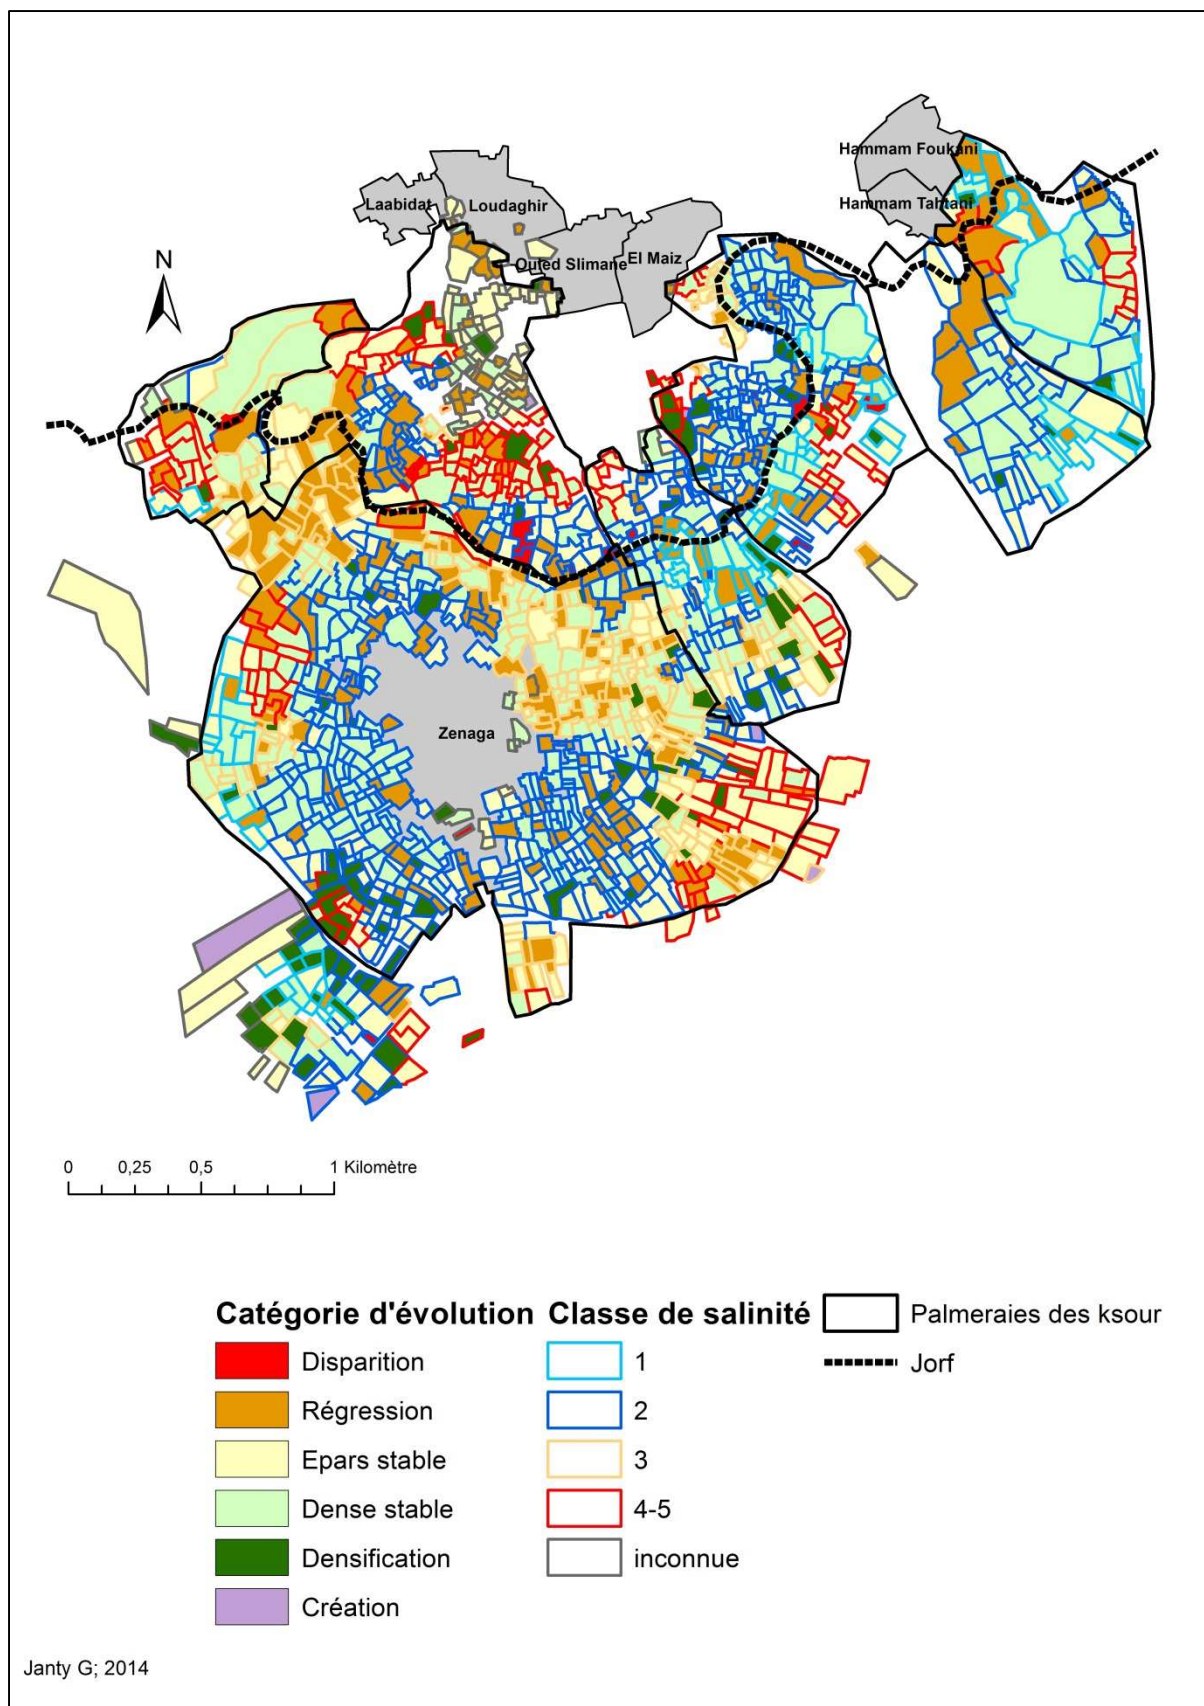 Hammam Foukani
Hammam Tahtani
Laabidat
Loudaghir
Ouled Slimane
El Maiz
N
Zenaga
0 0,25 0,5 1 Kilomètre
Catégorie d'évolution
Disparition
Régression
Epars stable
Dense stable
Densification
Création
Classe de salinité
1
2
3
4-5
inconnue
Palmeraies des ksour
Jorf
Janty G; 2014